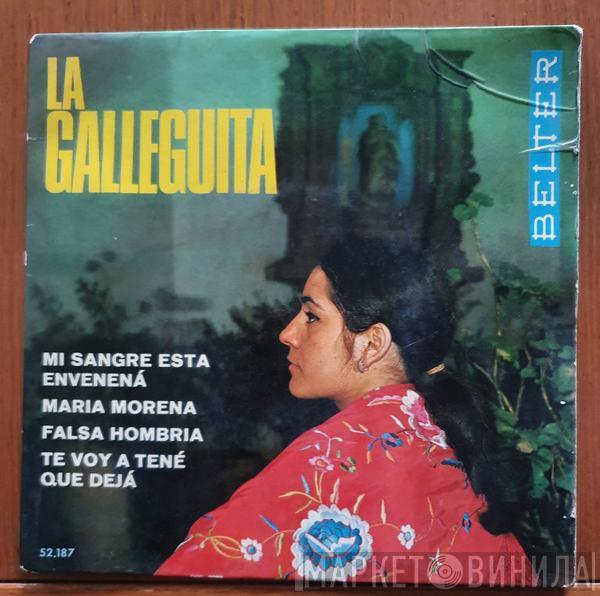 LA
GALLEGUITA
BELTER
MI SANGRE ESTA
ENVENENÁ
MARIA MORENA
FALSA HOMBRIA
TE VOY A TENÉ
QUE DEJÁ
52.187
МАРКЕТ ВИНИЛА